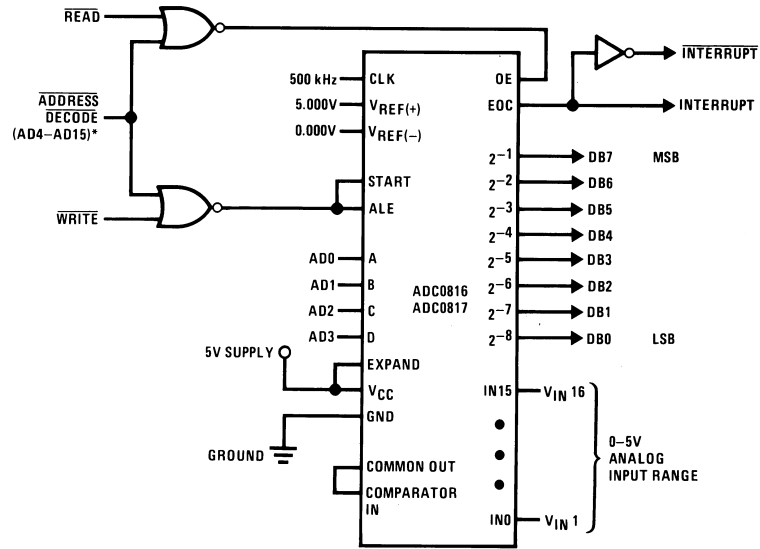 READ
ADDRESS
DECODE
(AD4–AD15)*
WRITE
500 kHz
5.000V
0.000V
AD0
AD1
AD2
AD3
5V SUPPLY
GROUND
CLK
VREF(+)
VREF(−)
START
ALE
A
B
C
D
EXPAND
VCC
GND
COMMON OUT
COMPARATOR
IN
ADC0816
ADC0817
OE
EOC
2−1
2−2
2−3
2−4
2−5
2−6
2−7
2−8
IN15
IN0
INTERRUPT
INTERRUPT
DB7 MSB
DB6
DB5
DB4
DB3
DB2
DB1
DB0 LSB
VIN 16
VIN 1
0–5V
ANALOG
INPUT RANGE